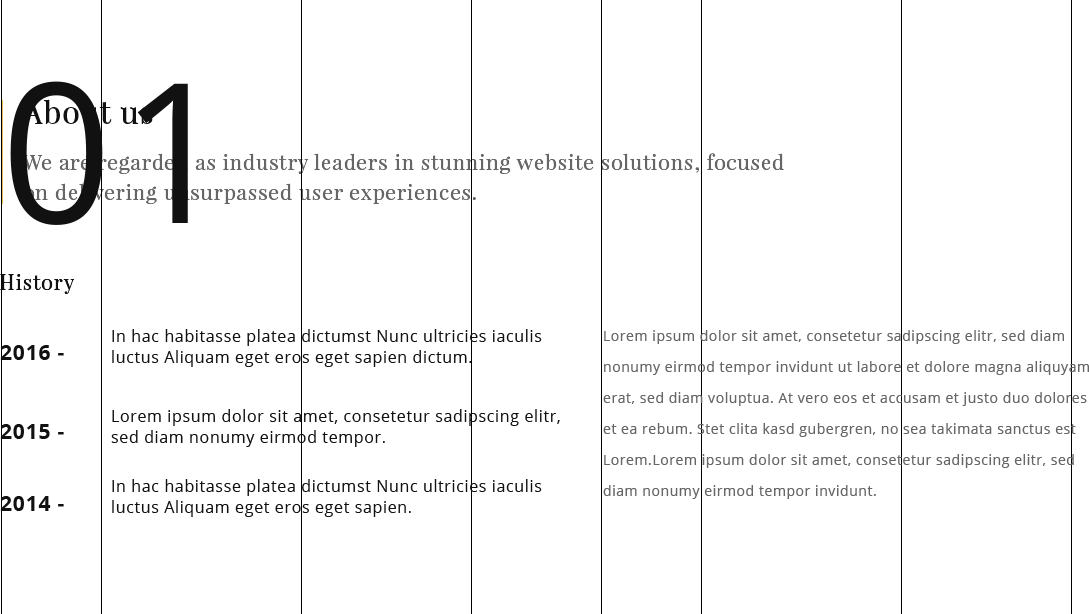 01
About us
We are regarded as industry leaders in stunning website solutions, focused
on delivering unsurpassed user experiences.
History
2016 -
In hac habitasse platea dictumst Nunc ultricies iaculis
luctus Aliquam eget eros eget sapien dictum.
2015 -
Lorem ipsum dolor sit amet, consetetur sadipscing elitr,
sed diam nonumy eirmod tempor.
2014 -
In hac habitasse platea dictumst Nunc ultricies iaculis
luctus Aliquam eget eros eget sapien.
Lorem ipsum dolor sit amet, consetetur sadipscing elitr, sed diam
nonumy eirmod tempor invidunt ut labore et dolore magna aliquyam
erat, sed diam voluptua. At vero eos et accusam et justo duo dolores
et ea rebum. Stet clita kasd gubergren, no sea takimata sanctus est
Lorem.Lorem ipsum dolor sit amet, consetetur sadipscing elitr, sed
diam nonumy eirmod tempor invidunt.